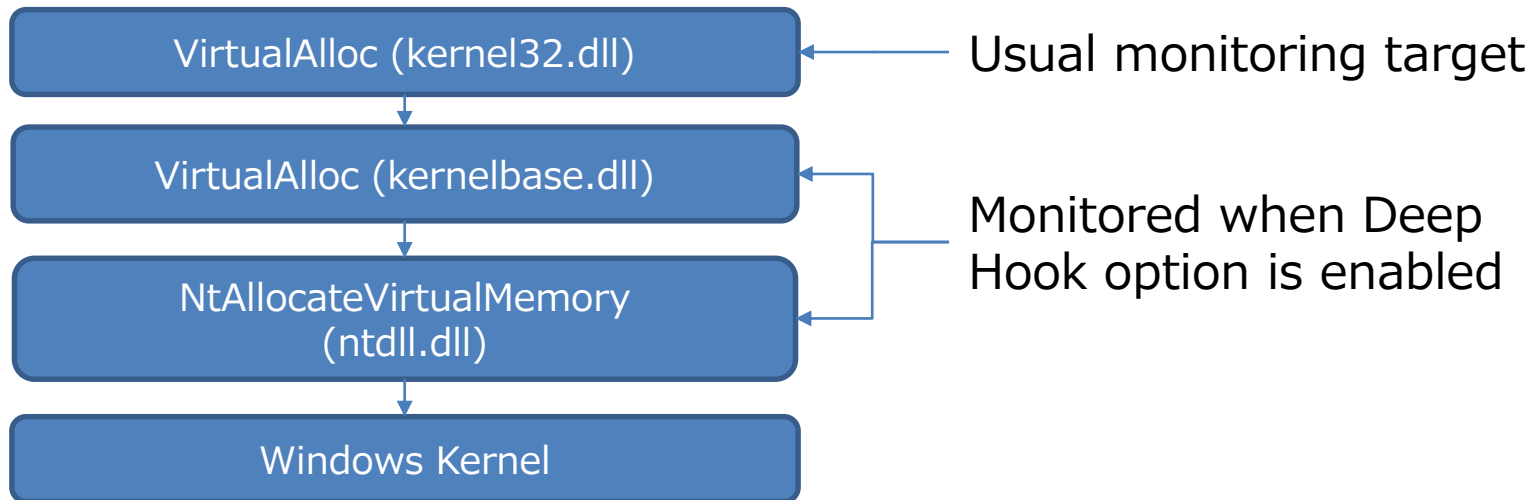 VirtualAlloc (kernel32.dll)
Usual monitoring target
VirtualAlloc (kernelbase.dll)
Monitored when Deep
Hook option is enabled
NtAllocateVirtualMemory
(ntdll.dll)
Windows Kernel